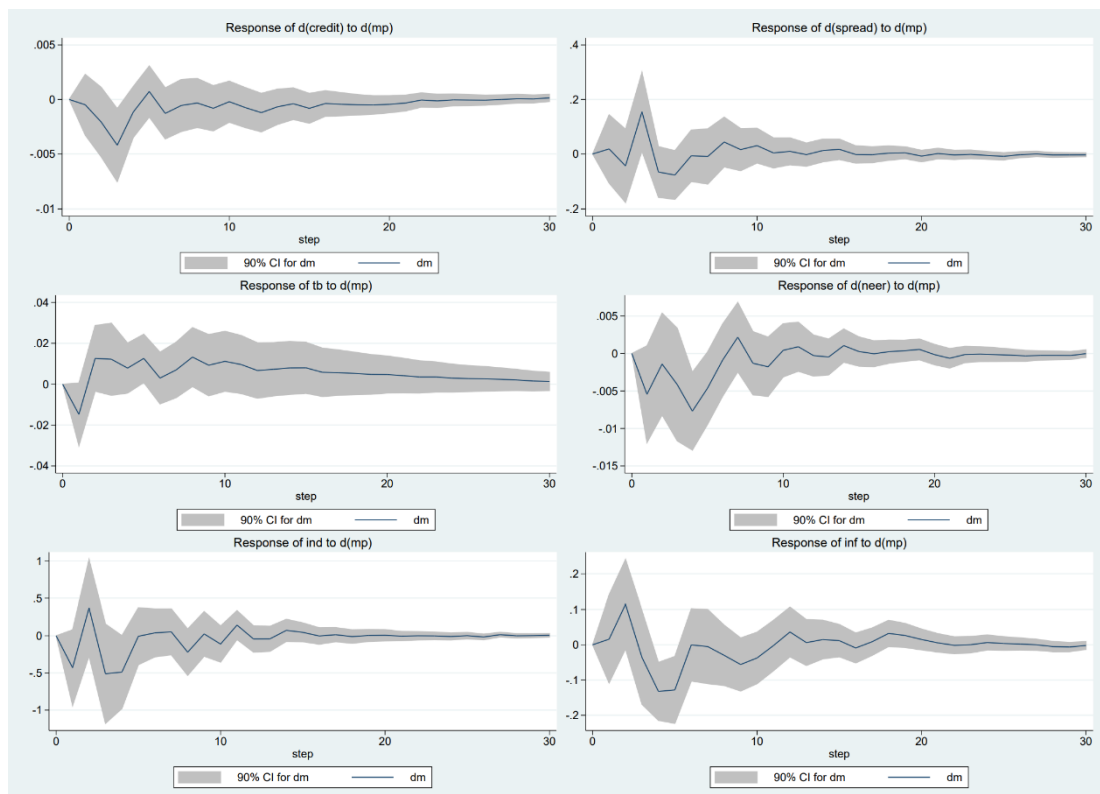 Response of d(credit) to d(mp)
.005
0
-.005
-.01
0
10
20
30
step
90% CI for dm
dm
Response of d(spread) to d(mp)
.4
.2
0
-.2
0
10
20
30
step
90% CI for dm
dm
Response of tb to d(mp)
.04
.02
0
-.02
-.04
0
10
20
30
step
90% CI for dm
dm
Response of d(neer) to d(mp)
.005
0
-.005
-.01
-.015
0
10
20
30
step
90% CI for dm
dm
Response of ind to d(mp)
1
.5
0
-.5
-1
0
10
20
30
step
90% CI for dm
dm
Response of inf to d(mp)
.2
.1
0
-.1
-.2
0
10
20
30
step
90% CI for dm
dm